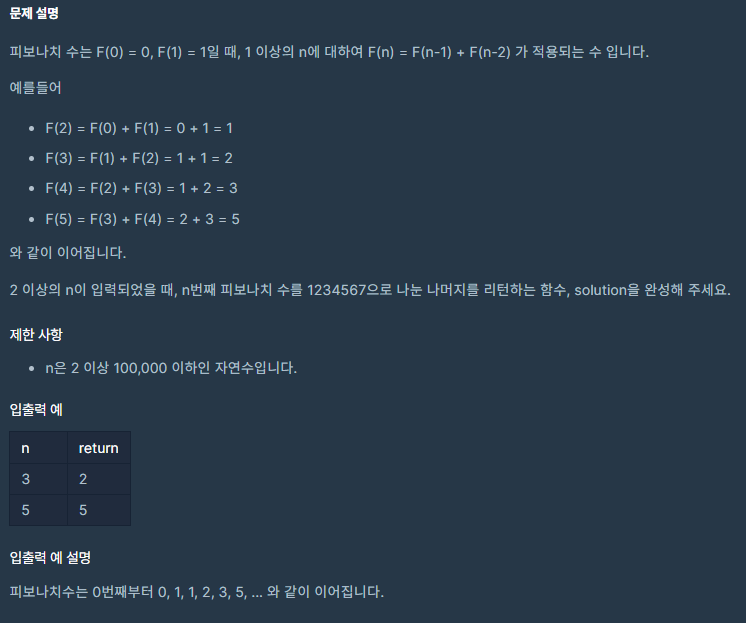 문제 설명
피보나치 수는 F(0) = 0, F(1) = 1일 때, 1 이상의 n에 대하여 F(n) = F(n-1) + F(n-2) 가 적용되는 수 입니다.
예를들어
• F(2) = F(0) + F(1) = 0 + 1 = 1
• F(3) = F(1) + F(2) = 1 + 1 = 2
• F(4) = F(2) + F(3) = 1 + 2 = 3
• F(5) = F(3) + F(4) = 2 + 3 = 5
와 같이 이어집니다.
2 이상의 n이 입력되었을 때, n번째 피보나치 수를 1234567으로 나눈 나머지를 리턴하는 함수, solution을 완성해 주세요.
제한 사항
• n은 2 이상 100,000 이하인 자연수입니다.
입출력 예
n return
3 2
5 5
입출력 예 설명
피보나치수는 0번째부터 0, 1, 1, 2, 3, 5, ... 와 같이 이어집니다.